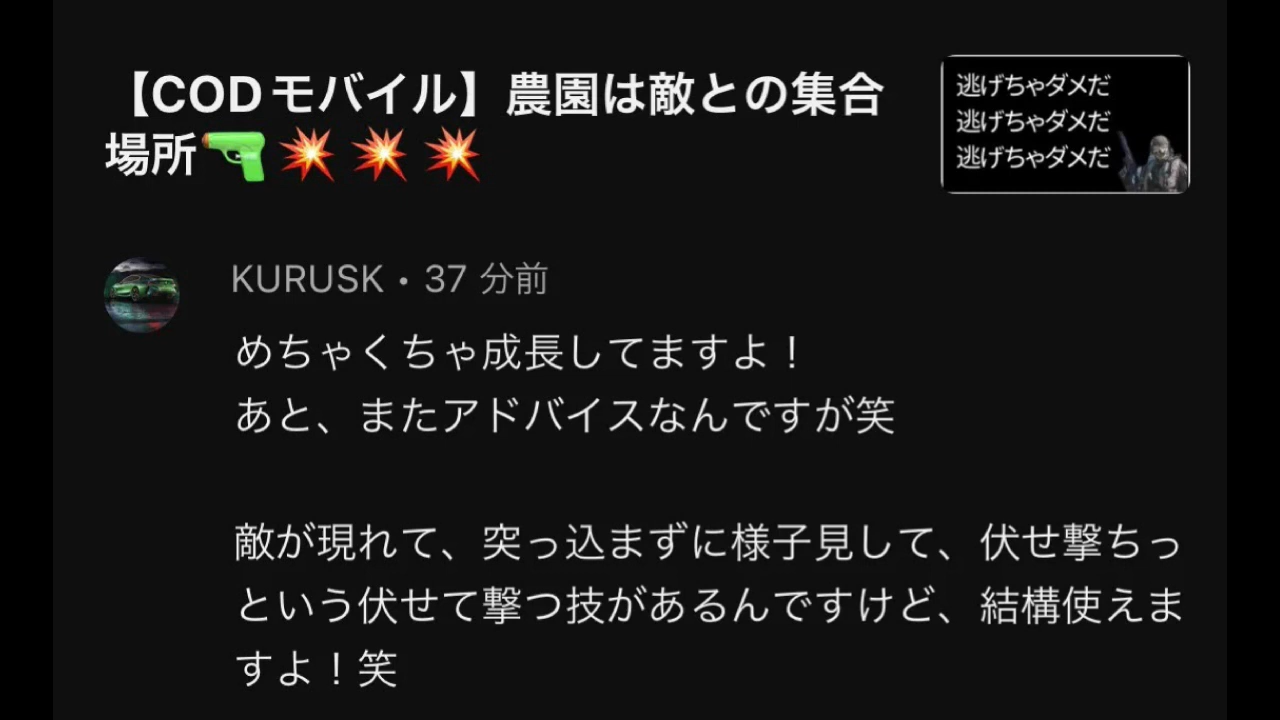 【CODモバイル】農園は敵との集合
場所🔫💥💥💥
逃げちゃダメだ
逃げちゃダメだ
逃げちゃダメだ
KURUSK・37 分前
めちゃくちゃ成長してますよ！
あと、またアドバイスなんですが笑
敵が現れて、突っ込まずに様子見して、伏せ撃ちっ
という伏せて撃つ技があるんですけど、結構使えま
すよ！笑